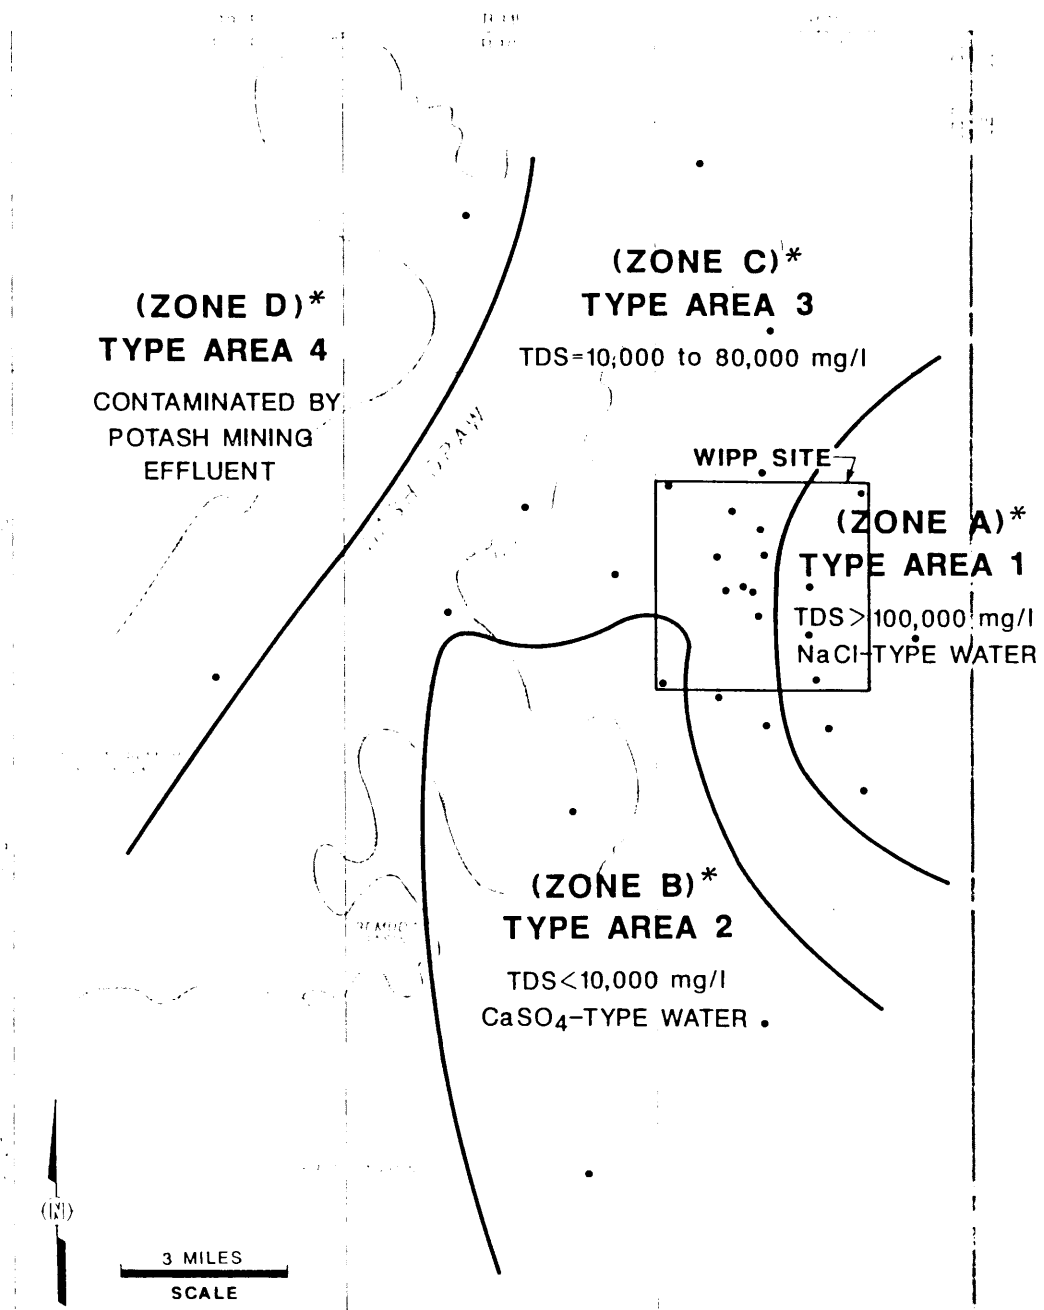 (ZONE C)*
TYPE AREA 3
TDS=10,000 to 80,000 mg/l
(ZONE D)*
TYPE AREA 4
CONTAMINATED BY
POTASH MINING
EFFLUENT
DRAW
WIPP SITE
(ZONE A)*
TYPE AREA 1
TDS>100,000 mg/l
NaCl-TYPE WATER
(ZONE B)*
TYPE AREA 2
TDS<10,000 mg/l
CaSO4-TYPE WATER
(N)
3 MILES
SCALE